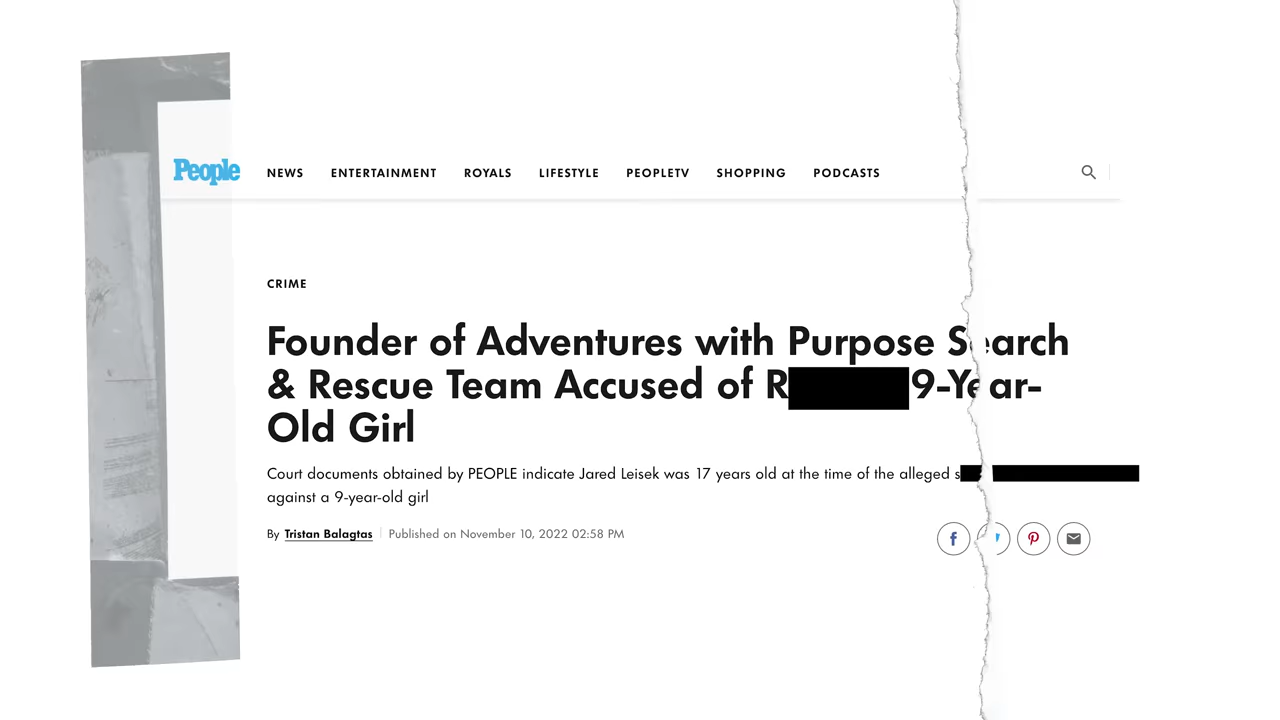 People NEWS ENTERTAINMENT ROYALS LIFESTYLE PEOPLETV SHOPPING PODCASTS
CRIME
Founder of Adventures with Purpose Search
& Rescue Team Accused of R 9-Year-
Old Girl
Court documents obtained by PEOPLE indicate Jared Leisek was 17 years old at the time of the alleged s
against a 9-year-old girl
By Tristan Balagtas Published on November 10, 2022 02:58 PM